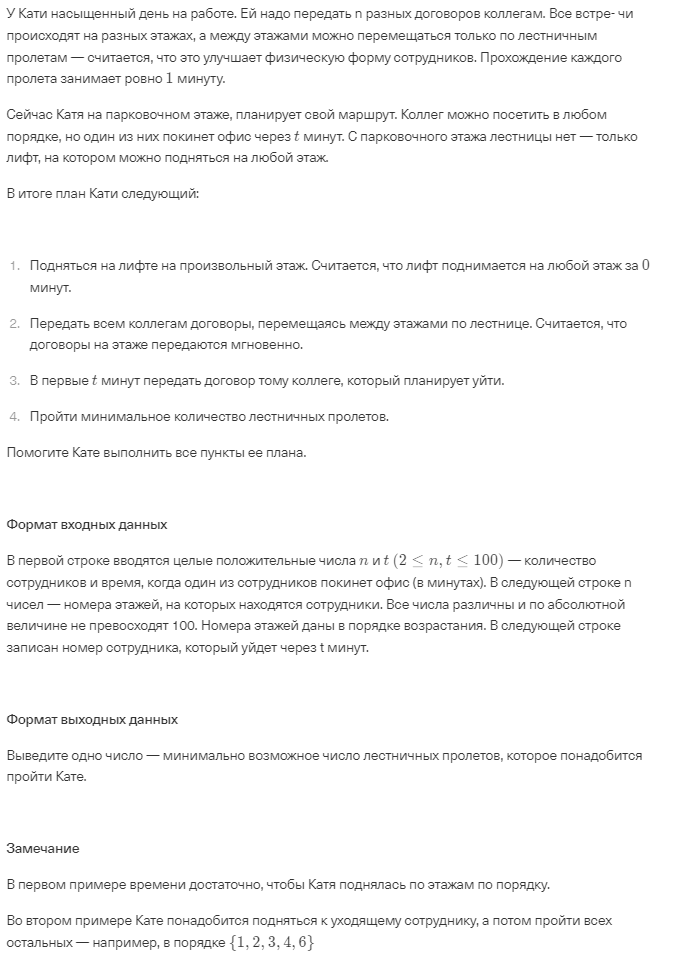 У Кати насыщенный день на работе. Ей надо передать n разных договоров коллегам. Все встре- чи
происходят на разных этажах, а между этажами можно перемещаться только по лестничным
пролетам — считается, что это улучшает физическую форму сотрудников. Прохождение каждого
пролета занимает ровно 1 минуту.
Сейчас Катя на парковочном этаже, планирует свой маршрут. Коллег можно посетить в любом
порядке, но один из них покинет офис через t минут. С парковочного этажа лестницы нет — только
лифт, на котором можно подняться на любой этаж.
В итоге план Кати следующий:
1. Подняться на лифте на произвольный этаж. Считается, что лифт поднимается на любой этаж за 0
минут.
2. Передать всем коллегам договоры, перемещаясь между этажами по лестнице. Считается, что
договоры на этаже передаются мгновенно.
3. В первые t минут передать договор тому коллеге, который планирует уйти.
4. Пройти минимальное количество лестничных пролетов.
Помогите Кате выполнить все пункты ее плана.
Формат входных данных
В первой строке вводятся целые положительные числа n и t (2 ≤ n, t ≤ 100) — количество
сотрудников и время, когда один из сотрудников покинет офис (в минутах). В следующей строке n
чисел — номера этажей, на которых находятся сотрудники. Все числа различны и по абсолютной
величине не превосходят 100. Номера этажей даны в порядке возрастания. В следующей строке
записан номер сотрудника, который уйдет через t минут.
Формат выходных данных
Выведите одно число — минимально возможное число лестничных пролетов, которое понадобится
пройти Кате.
Замечание
В первом примере времени достаточно, чтобы Катя поднялась по этажам по порядку.
Во втором примере Кате понадобится подняться к уходящему сотруднику, а потом пройти всех
остальных — например, в порядке {1, 2, 3, 4, 6}